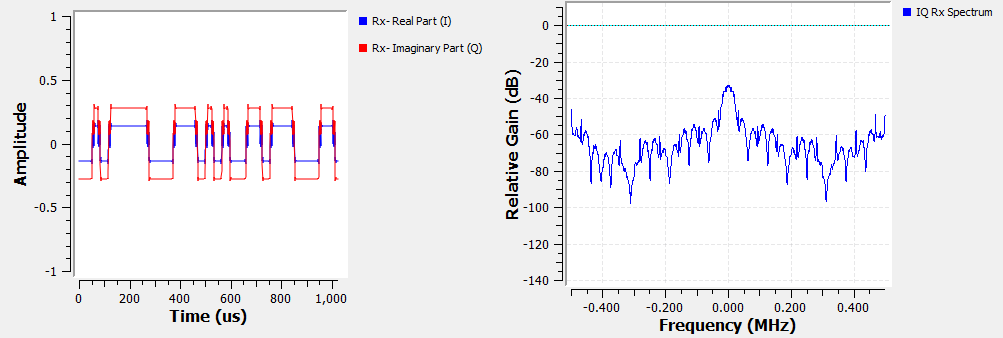 1
0.5
0
-0.5
-1
Amplitude
0 200 400 600 800 1,000
Time (us)
Rx- Real Part (I)
Rx- Imaginary Part (Q)
0
-20
-40
-60
-80
-100
-120
-140
Relative Gain (dB)
-0.400 -0.200 0.000 0.200 0.400
Frequency (MHz)
IQ Rx Spectrum